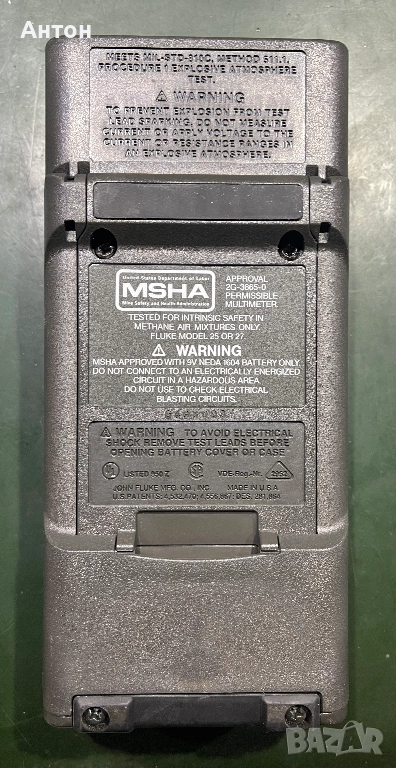 Антон
MEETS MIL-STD-810C, METHOD 511.1,
PROCEDURE 1 EXPLOSIVE ATMOSPHERE
TEST.
WARNING
TO PREVENT EXPLOSION FROM TEST
LEAD SPARKING, DO NOT MEASURE
CURRENT OR APPLY VOLTAGE TO THE
CURRENT OR RESISTANCE RANGES IN
AN EXPLOSIVE ATMOSPHERE.
United States Department of Labor
MSHA
Mine Safety and Health Administration
APPROVAL
2G-3665-0
PERMISSIBLE
MULTIMETER
TESTED FOR INTRINSIC SAFETY IN
METHANE AIR MIXTURES ONLY.
FLUKE MODEL 25 OR 27
WARNING
MSHA APPROVED WITH 9V NEDA 1604 BATTERY ONLY.
DO NOT CONNECT TO AN ELECTRICALLY ENERGIZED
CIRCUIT IN A HAZARDOUS AREA.
DO NOT USE TO CHECK ELECTRICAL
BLASTING CIRCUITS.
WARNING TO AVOID ELECTRICAL
SHOCK REMOVE TEST LEADS BEFORE
OPENING BATTERY COVER OR CASE
UL LISTED 950 Z VDE-Reg.-Nr. 2992
JOHN FLUKE MFG. CO., INC. MADE IN U.S.A.
U.S. PATENTS; 4,532,470; 4,556,867; DES. 281,864
BAZAR